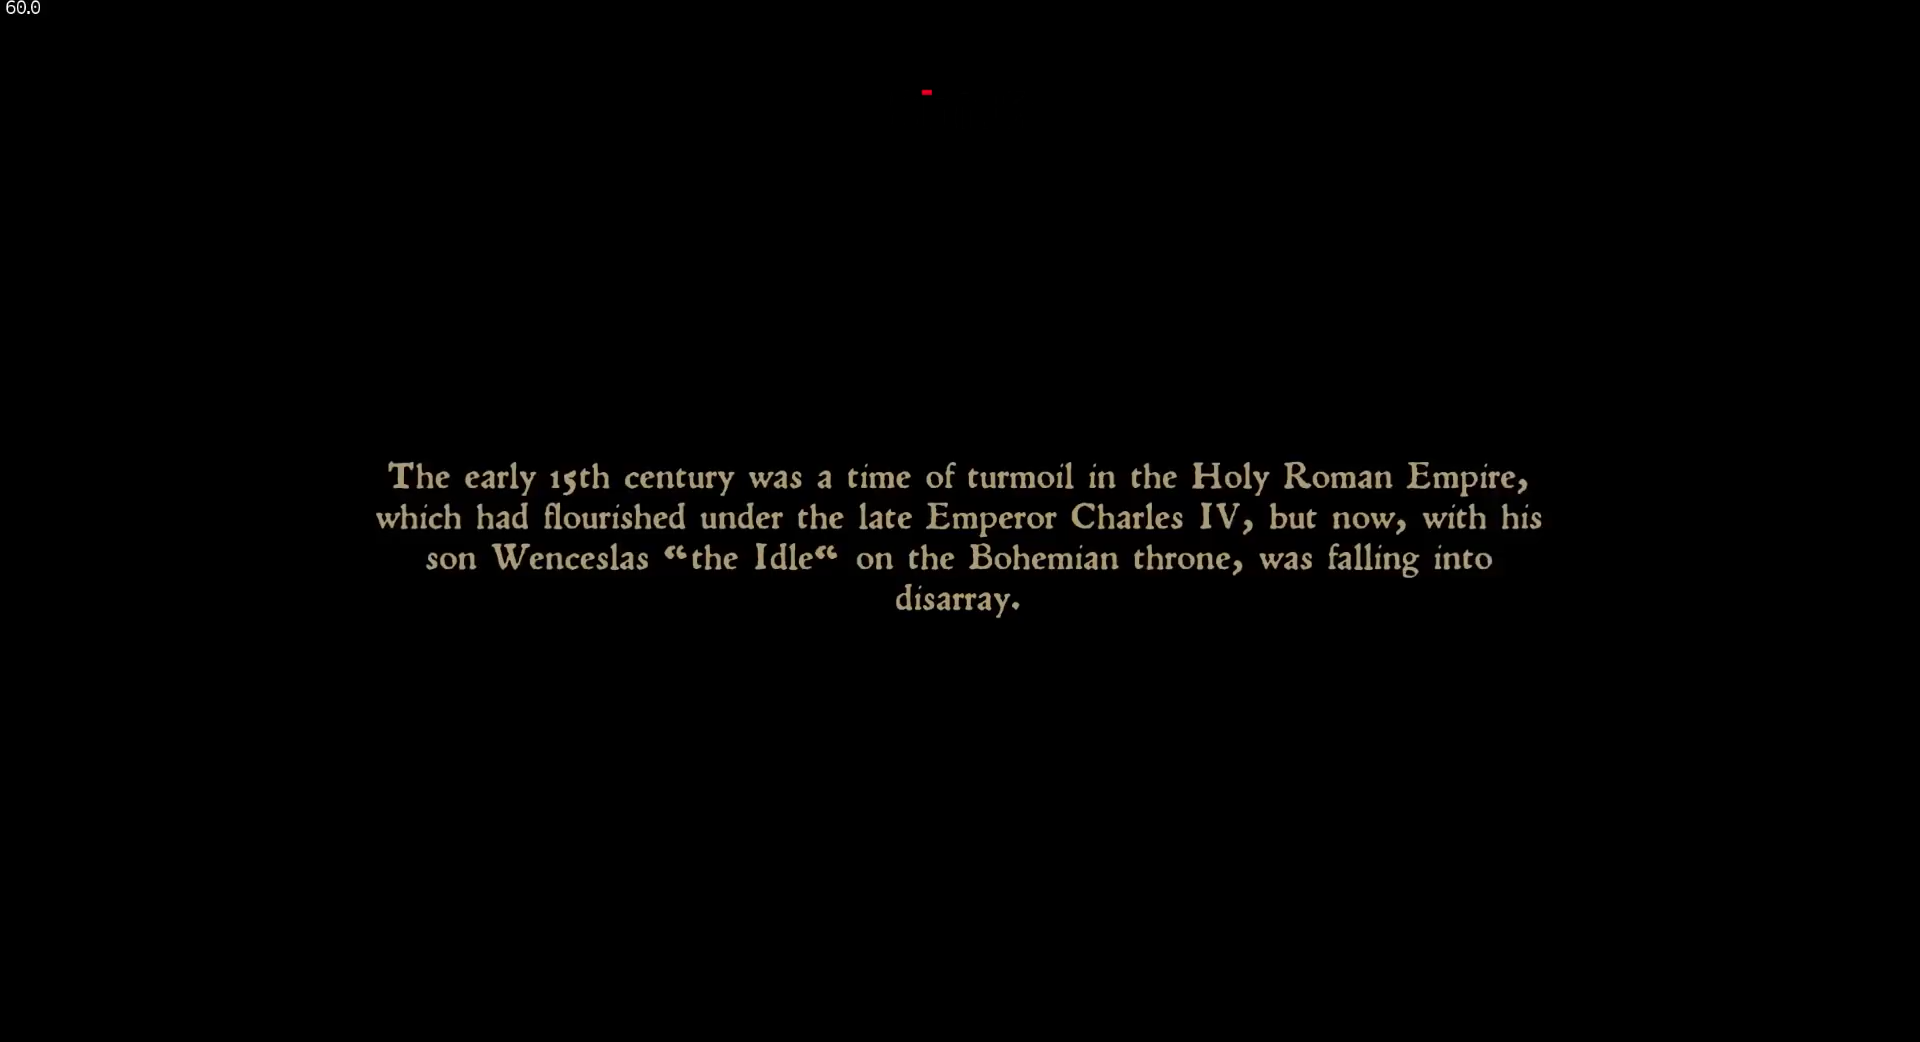 60.0
The early 15th century was a time of turmoil in the Holy Roman Empire,
which had flourished under the late Emperor Charles IV, but now, with his
son Wenceslas “the Idle“ on the Bohemian throne, was falling into
disarray.